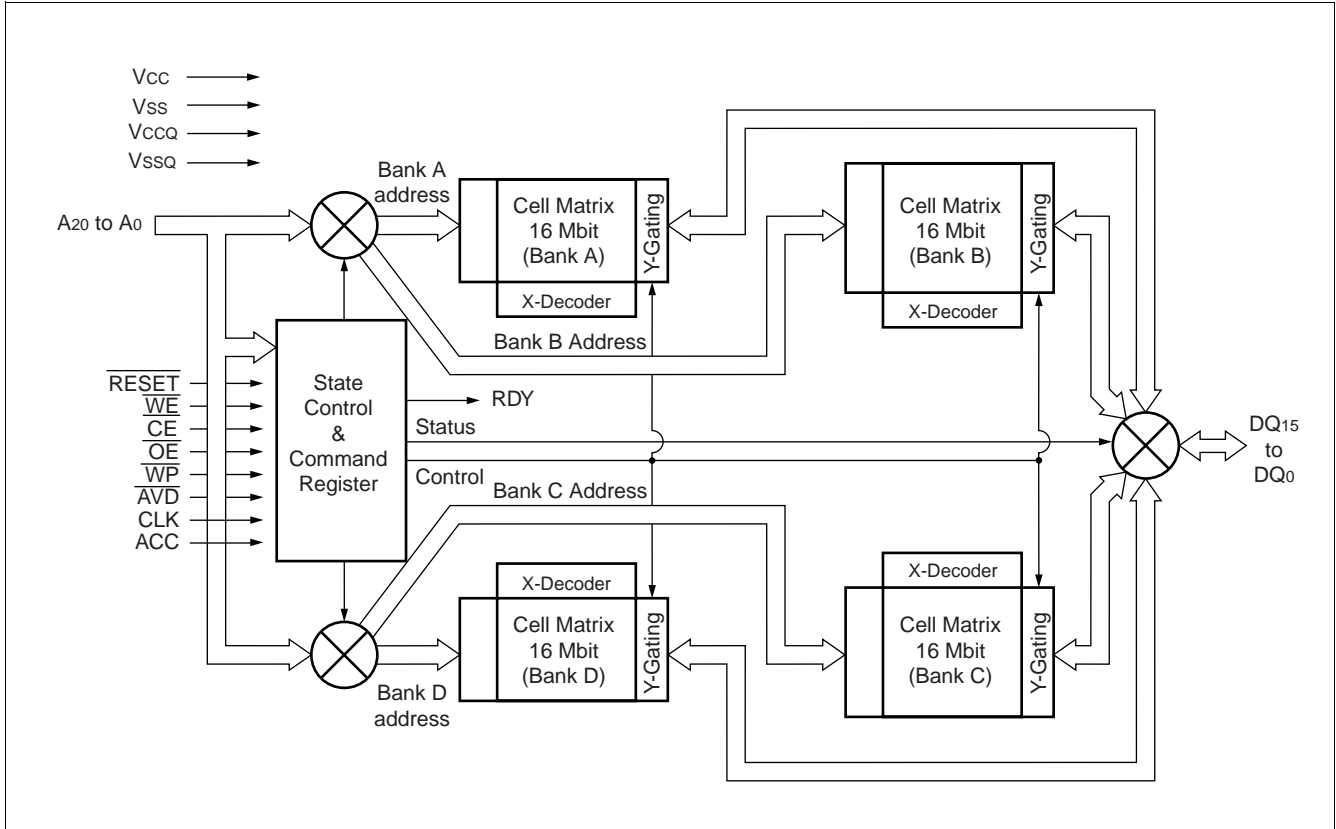 VCC
VSS
VCCQ
VSSQ
A20 to A0
Bank A
address
Cell Matrix
16 Mbit
(Bank A)
Y-Gating
X-Decoder
Cell Matrix
16 Mbit
(Bank B)
Y-Gating
X-Decoder
Bank B Address
RESET
WE
CE
OE
WP
AVD
CLK
ACC
State
Control
&
Command
Register
RDY
Status
Control
Bank C Address
DQ15
to
DQ0
X-Decoder
Cell Matrix
16 Mbit
(Bank D)
Y-Gating
X-Decoder
Cell Matrix
16 Mbit
(Bank C)
Y-Gating
Bank D
address